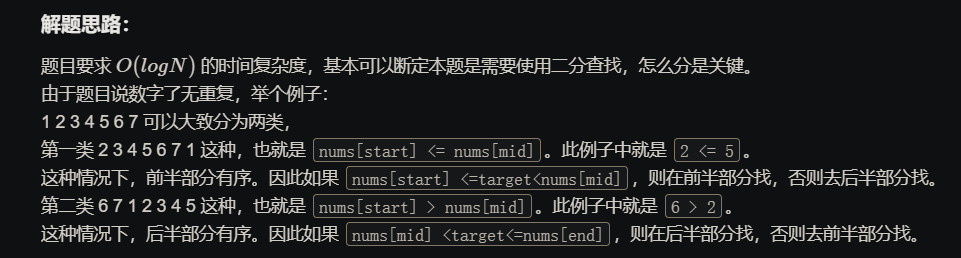 解题思路：
题目要求 O(logN) 的时间复杂度，基本可以断定本题是需要使用二分查找，怎么分是关键。
由于题目说数字了无重复，举个例子：
1 2 3 4 5 6 7 可以大致分为两类，
第一类 2 3 4 5 6 7 1 这种，也就是 nums[start] <= nums[mid] 。此例子中就是 2 <= 5 。
这种情况下，前半部分有序。因此如果 nums[start] <=target<nums[mid] ，则在前半部分找，否则去后半部分找。
第二类 6 7 1 2 3 4 5 这种，也就是 nums[start] > nums[mid] 。此例子中就是 6 > 2 。
这种情况下，后半部分有序。因此如果 nums[mid] <target<=nums[end] ，则在后半部分找，否则去前半部分找。